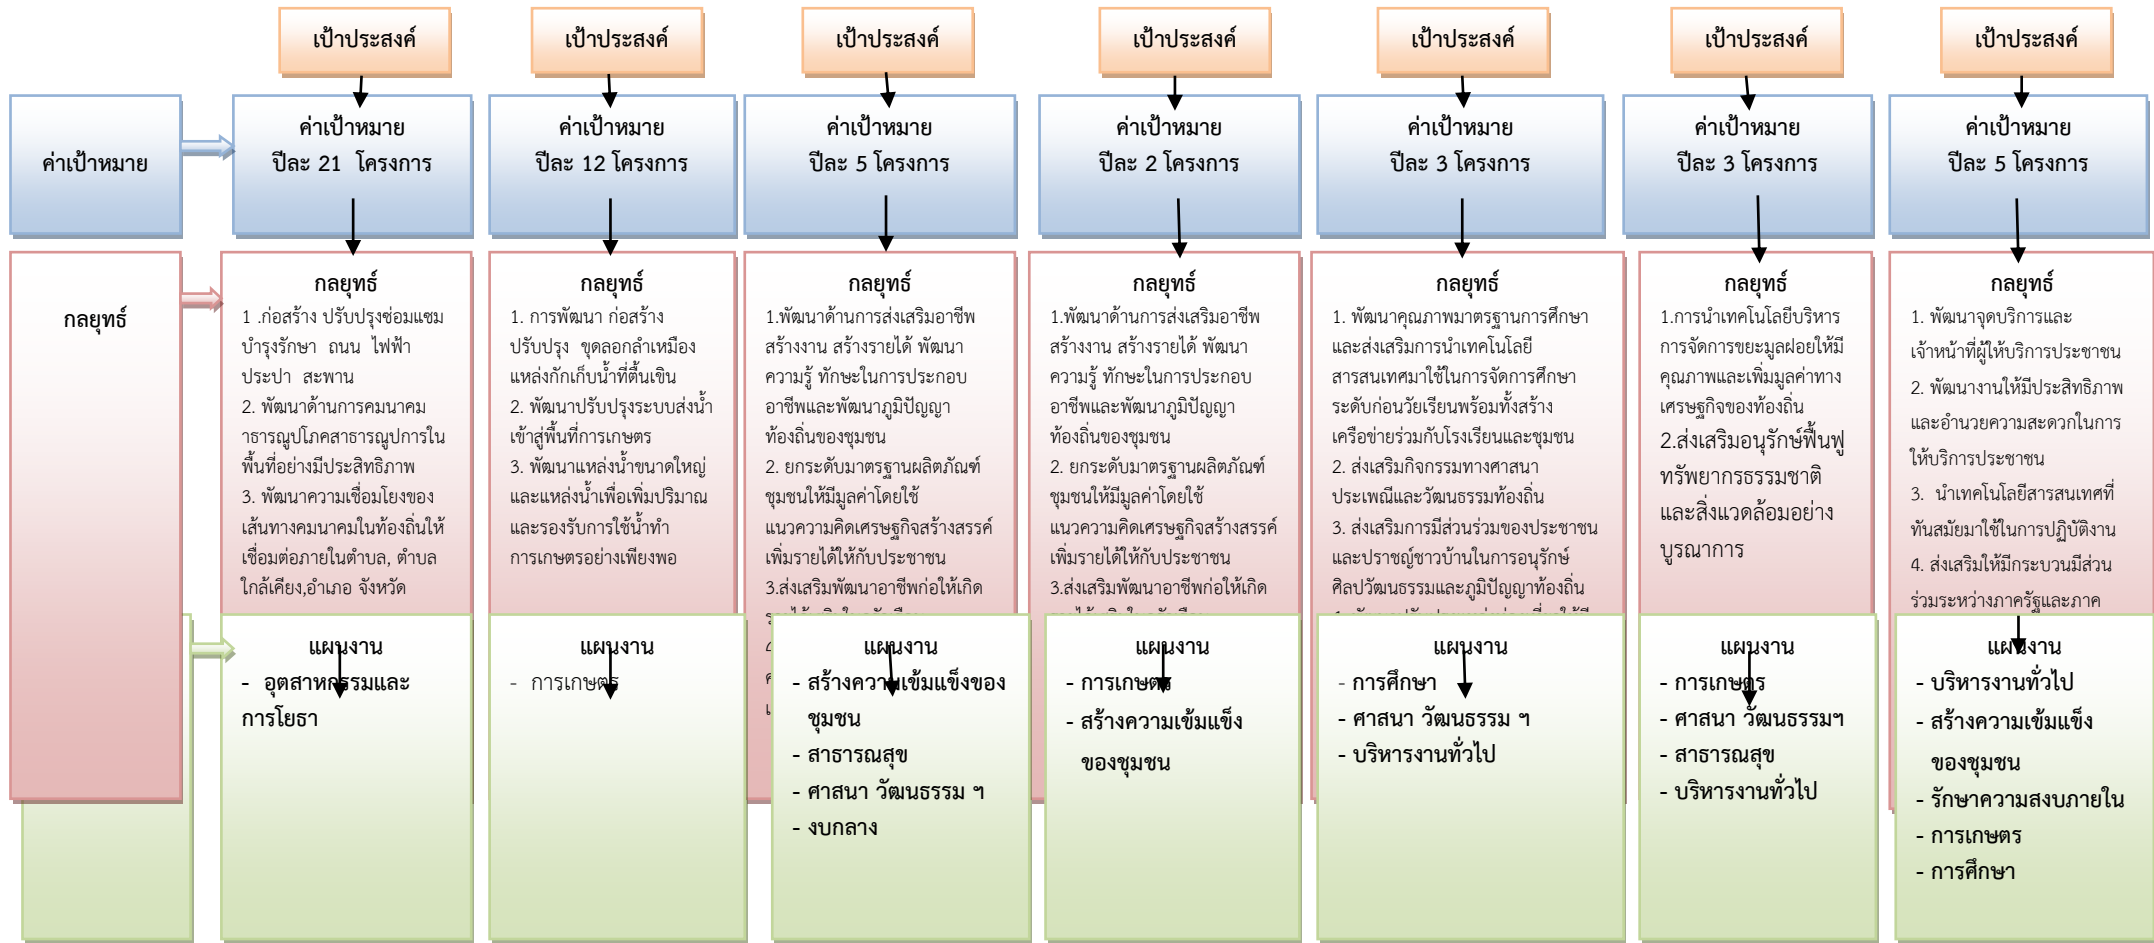 เป้าประสงค์
เป้าประสงค์
เป้าประสงค์
เป้าประสงค์
เป้าประสงค์
เป้าประสงค์
เป้าประสงค์
ค่าเป้าหมาย
ค่าเป้าหมาย
ปีละ 21 โครงการ
ค่าเป้าหมาย
ปีละ 12 โครงการ
ค่าเป้าหมาย
ปีละ 5 โครงการ
ค่าเป้าหมาย
ปีละ 2 โครงการ
ค่าเป้าหมาย
ปีละ 3 โครงการ
ค่าเป้าหมาย
ปีละ 3 โครงการ
ค่าเป้าหมาย
ปีละ 5 โครงการ
กลยุทธ์
กลยุทธ์
1 .ก่อสร้าง ปรับปรุงซ่อมแซม
บำรุงรักษา ถนน ไฟฟ้า
ประปา สะพาน
2. พัฒนาด้านการคมนาคม
าธารณูปโภคสาธารณูปการใน
พื้นที่อย่างมีประสิทธิภาพ
3. พัฒนาความเชื่อมโยงของ
เส้นทางคมนาคมในท้องถิ่นให้
เชื่อมต่อภายในตำบล, ตำบล
ใกล้เคียง,อำเภอ จังหวัด
กลยุทธ์
1. การพัฒนา ก่อสร้าง
ปรับปรุง ขุดลอกลำเหมือง
แหล่งกักเก็บน้ำที่ตื้นเขิน
2. พัฒนาปรับปรุงระบบส่งน้ำ
เข้าสู่พื้นที่การเกษตร
3. พัฒนาแหล่งน้ำขนาดใหญ่
และแหล่งน้ำเพื่อเพิ่มปริมาณ
และรองรับการใช้น้ำทำ
การเกษตรอย่างเพียงพอ
กลยุทธ์
1.พัฒนาด้านการส่งเสริมอาชีพ
สร้างงาน สร้างรายได้ พัฒนา
ความรู้ ทักษะในการประกอบ
อาชีพและพัฒนาภูมิปัญญา
ท้องถิ่นของชุมชน
2. ยกระดับมาตรฐานผลิตภัณฑ์
ชุมชนให้มีมูลค่าโดยใช้
แนวความคิดเศรษฐกิจสร้างสรรค์
เพิ่มรายได้ให้กับประชาชน
3.ส่งเสริมพัฒนาอาชีพก่อให้เกิด
กลยุทธ์
1.พัฒนาด้านการส่งเสริมอาชีพ
สร้างงาน สร้างรายได้ พัฒนา
ความรู้ ทักษะในการประกอบ
อาชีพและพัฒนาภูมิปัญญา
ท้องถิ่นของชุมชน
2. ยกระดับมาตรฐานผลิตภัณฑ์
ชุมชนให้มีมูลค่าโดยใช้
แนวความคิดเศรษฐกิจสร้างสรรค์
เพิ่มรายได้ให้กับประชาชน
3.ส่งเสริมพัฒนาอาชีพก่อให้เกิด
กลยุทธ์
1. พัฒนาคุณภาพมาตรฐานการศึกษา
และส่งเสริมการนำเทคโนโลยี
สารสนเทศมาใช้ในการจัดการศึกษา
ระดับก่อนวัยเรียนพร้อมทั้งสร้าง
เครือข่ายร่วมกับโรงเรียนและชุมชน
2. ส่งเสริมกิจกรรมทางศาสนา
ประเพณีและวัฒนธรรมท้องถิ่น
3. ส่งเสริมการมีส่วนร่วมของประชาชน
และปราชญ์ชาวบ้านในการอนุรักษ์
ศิลปวัฒนธรรมและภูมิปัญญาท้องถิ่น
กลยุทธ์
1.การนำเทคโนโลยีบริหาร
การจัดการขยะมูลฝอยให้มี
คุณภาพและเพิ่มมูลค่าทาง
เศรษฐกิจของท้องถิ่น
2.ส่งเสริมอนุรักษ์ฟื้นฟู
ทรัพยากรธรรมชาติ
และสิ่งแวดล้อมอย่าง
บูรณาการ
กลยุทธ์
1. พัฒนาจุดบริการและ
เจ้าหน้าที่ผู้ให้บริการประชาชน
2. พัฒนางานให้มีประสิทธิภาพ
และอำนวยความสะดวกในการ
ให้บริการประชาชน
3. นำเทคโนโลยีสารสนเทศที่
ทันสมัยมาใช้ในการปฏิบัติงาน
4. ส่งเสริมให้มีกระบวนมีส่วน
ร่วมระหว่างภาครัฐและภาค
แผนงาน
- อุตสาหกรรมและ
การโยธา
แผนงาน
- การเกษตร
แผนงาน
- สร้างความเข้มแข็งของ
ชุมชน
- สาธารณสุข
- ศาสนา วัฒนธรรม ฯ
- งบกลาง
แผนงาน
- การเกษตร
- สร้างความเข้มแข็ง
ของชุมชน
แผนงาน
- การศึกษา
- ศาสนา วัฒนธรรม ฯ
- บริหารงานทั่วไป
แผนงาน
- การเกษตร
- ศาสนา วัฒนธรรมฯ
- สาธารณสุข
- บริหารงานทั่วไป
แผนงาน
- บริหารงานทั่วไป
- สร้างความเข้มแข็ง
ของชุมชน
- รักษาความสงบภายใน
- การเกษตร
- การศึกษา